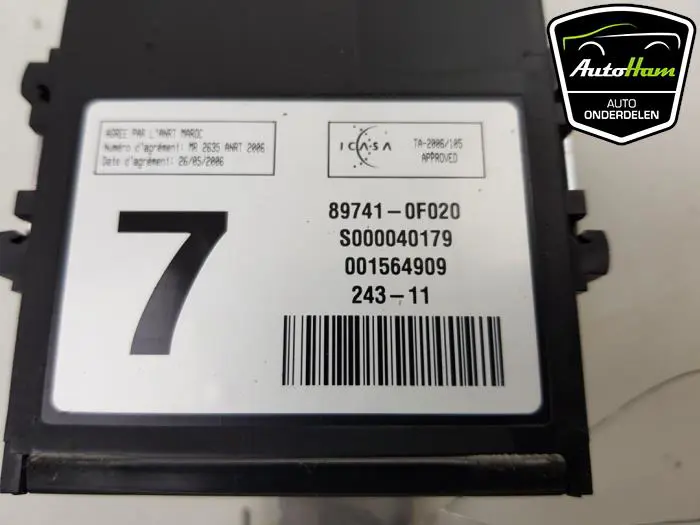 AGREE PAR L'ANRT MAROC
Numéro d'agrément: MR 2635 ANRT 2006
Date d'agrément: 26/05/2006
ICASA
TA-2006/105
APPROVED
7
89741-0F020
S000040179
001564909
243-11
AutoHam
AUTO
ONDERDELEN